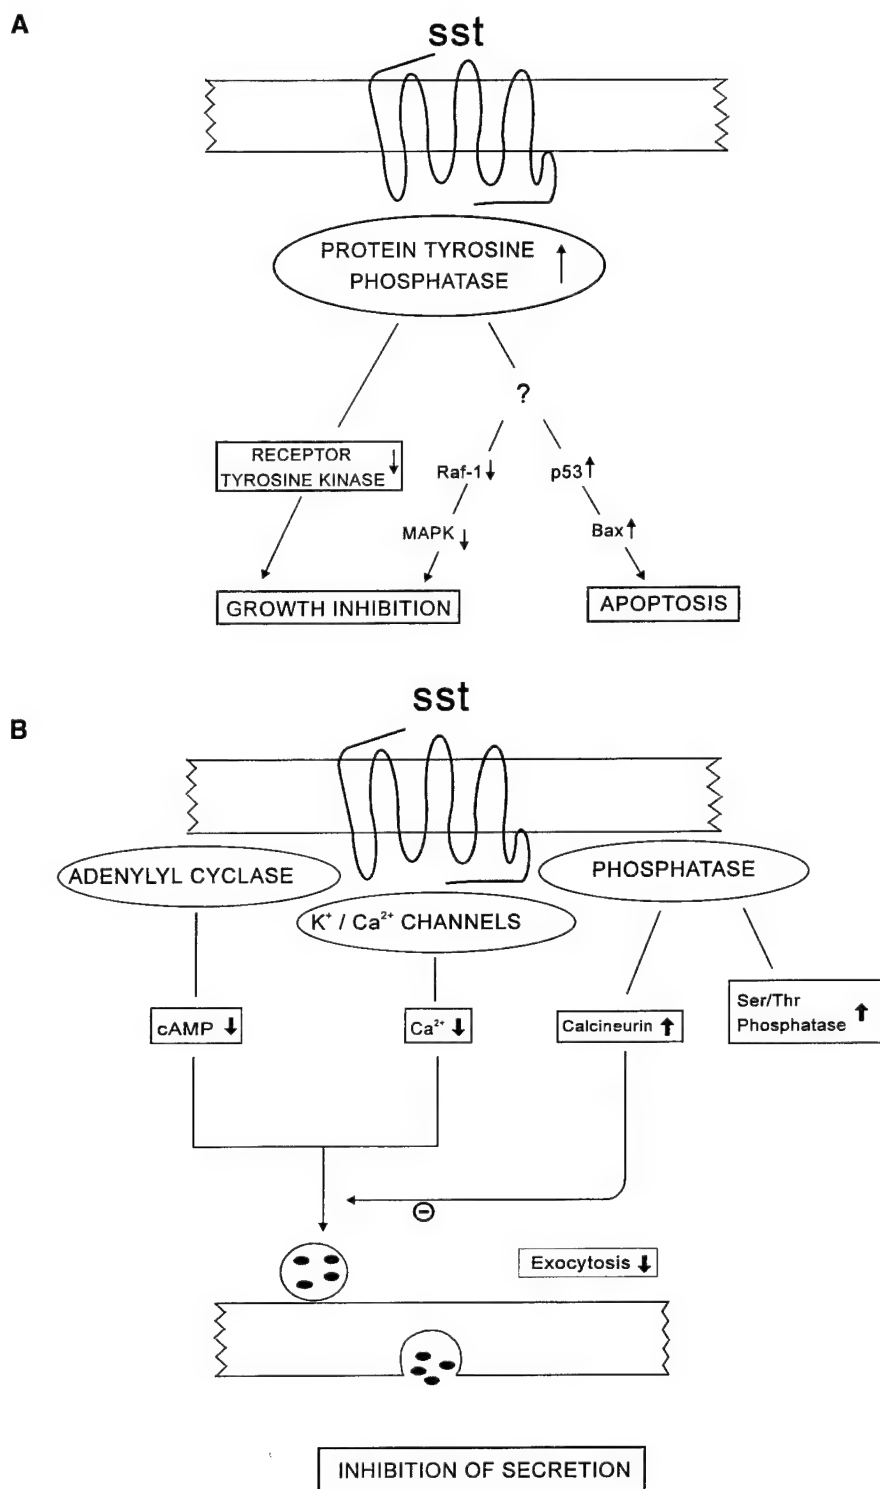 A
sst
PROTEIN TYROSINE ↑
PHOSPHATASE
?
RECEPTOR ↓
TYROSINE KINASE
Raf-1 ↓
p53 ↑
MAPK ↓
Bax ↑
GROWTH INHIBITION
APOPTOSIS
B
sst
ADENYLYL CYCLASE
K⁺ / Ca²⁺ CHANNELS
PHOSPHATASE
cAMP ↓
Ca²⁺ ↓
Calcineurin ↑
Ser/Thr
Phosphatase ↑
⊖
Exocytosis ↓
INHIBITION OF SECRETION